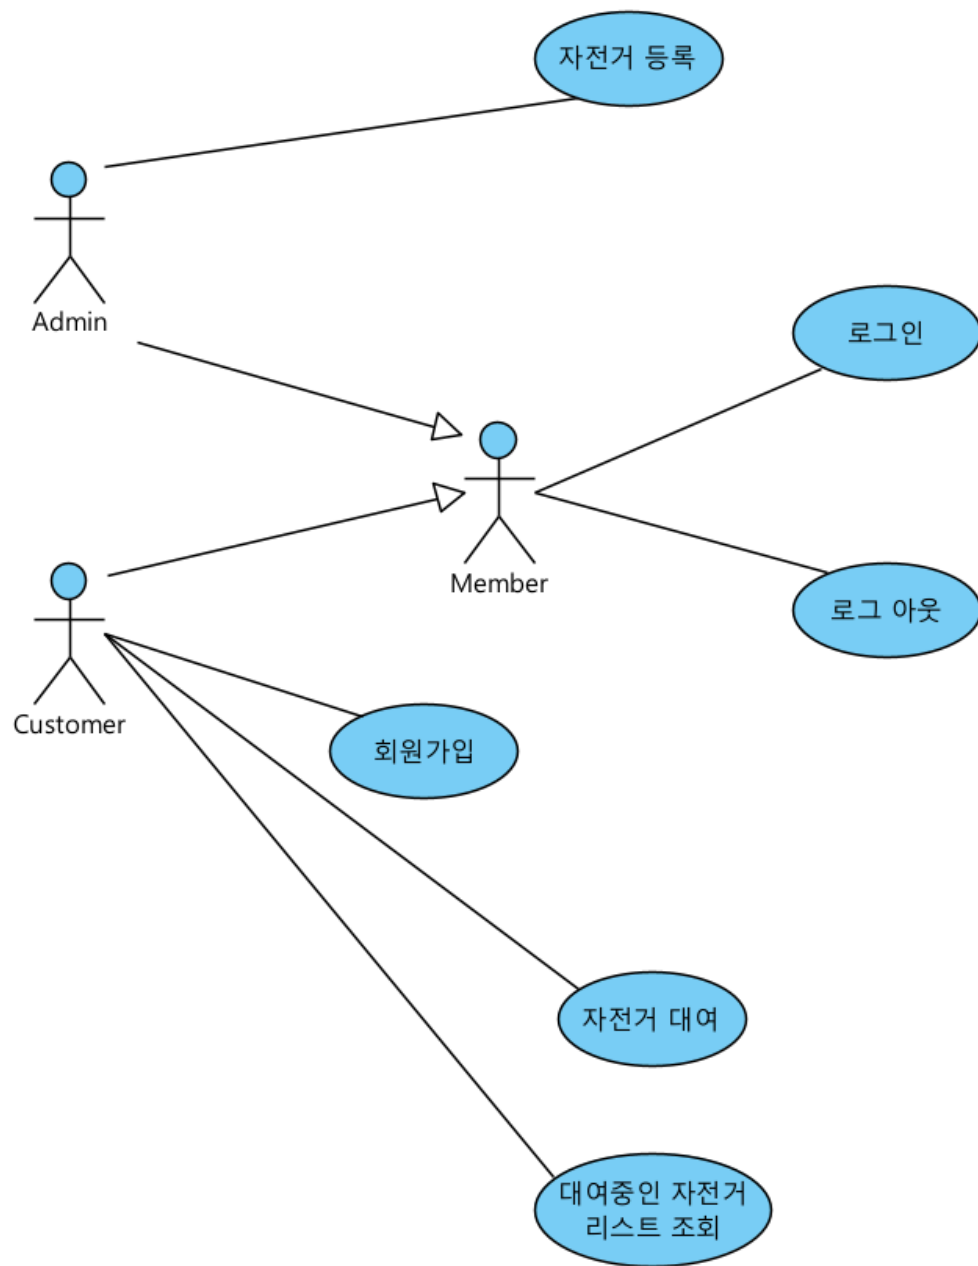 자전거 등록
Admin
로그인
Member
로그 아웃
Customer
회원가입
자전거 대여
대여중인 자전거
리스트 조회